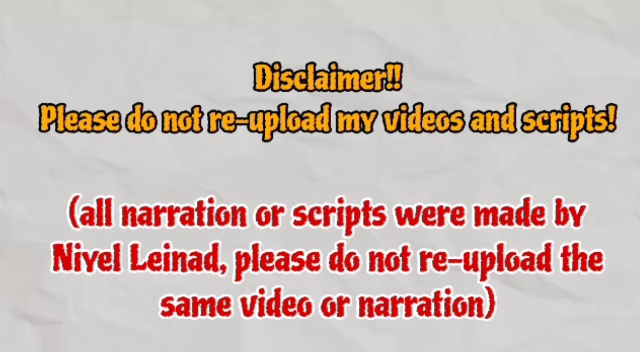 Disclaimer!!
Please do not re-upload my videos and scripts!
(all narration or scripts were made by
Nivel Leinad, please do not re-upload the
same video or narration)